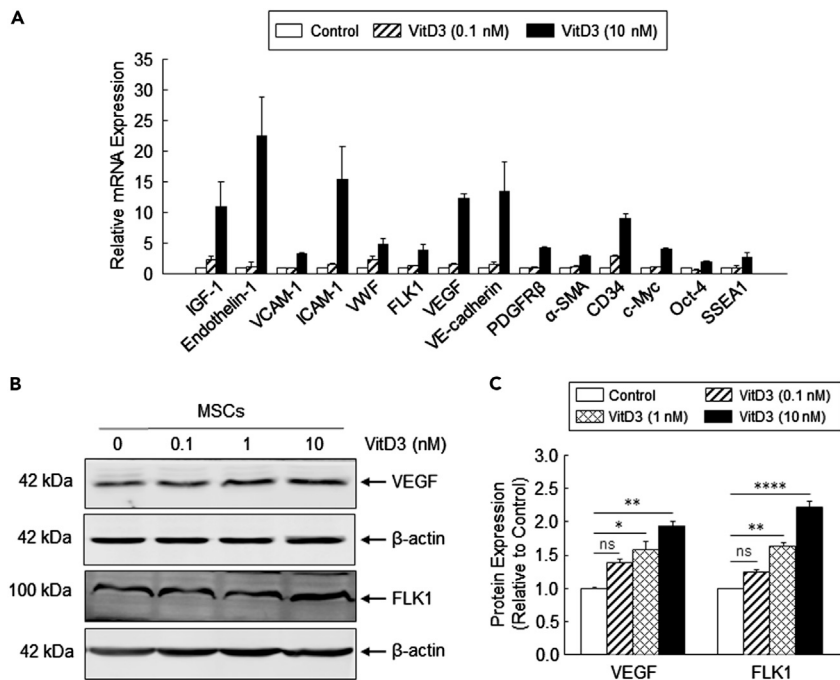 A
Control VitD3 (0.1 nM) VitD3 (10 nM)
Relative mRNA Expression
35
30
25
20
15
10
5
0
IGF-1
Endothelin-1
VCAM-1
ICAM-1
VWF
FLK1
VEGF
VE-cadherin
PDGFRβ
α-SMA
CD34
c-Myc
Oct-4
SSEA1
B
MSCs
0 0.1 1 10 VitD3 (nM)
42 kDa VEGF
42 kDa β-actin
100 kDa FLK1
42 kDa β-actin
C
Control VitD3 (0.1 nM)
VitD3 (1 nM) VitD3 (10 nM)
Protein Expression
(Relative to Control)
3.0
2.5
2.0
1.5
1.0
0.5
0.0
**
*
ns
****
**
ns
VEGF FLK1